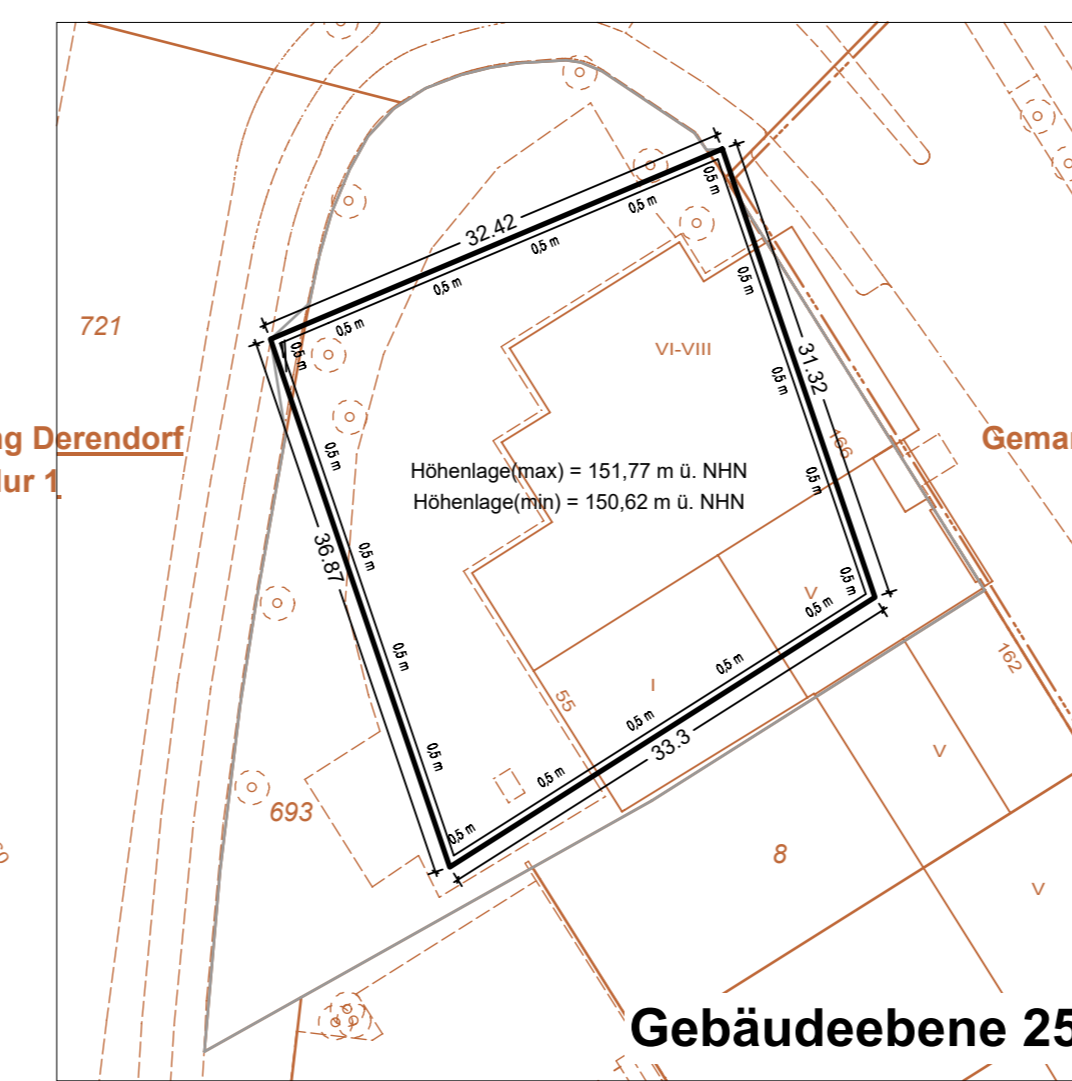 32.42
0,5 m
0,5 m
0,5 m
0,5 m
0,5 m
0,5 m
0,5 m
721
VI-VIII
31.32
0,5 m
0,5 m
Derendorf
Gemar
166
1
Höhenlage(max) = 151,77 m ü. NHN
Höhenlage(min) = 150,62 m ü. NHN
0,5 m
0,5 m
36.87
0,5 m
0,5 m
V
0,5 m
0,5 m
0,5 m
162
I
55
0,5 m
33.3
V
0,5 m
0,5 m
693
0,5 m
8
V
Gebäudeebene 25